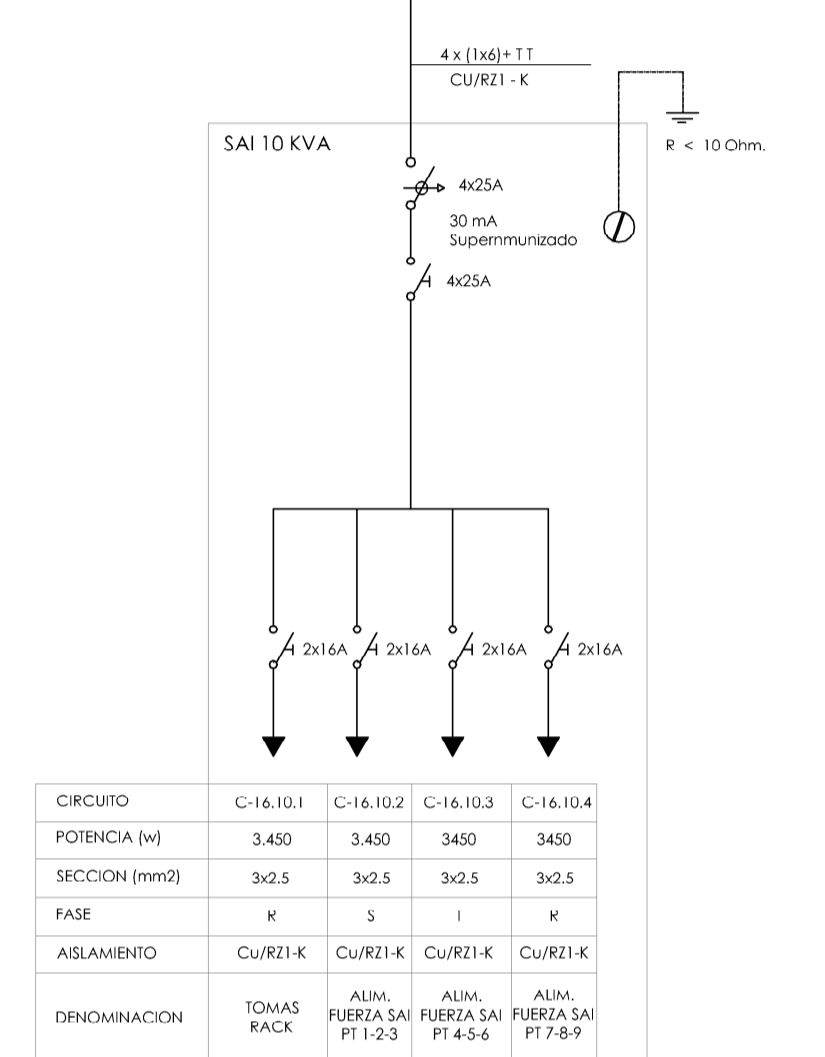 4 x (1x6)+ TT
CU/RZ1 - K
SAI 10 KVA
R < 10 Ohm.
4x25A
30 mA
Supernmunizado
4x25A
2x16A 2x16A 2x16A 2x16A
CIRCUITO C-16.10.1 C-16.10.2 C-16.10.3 C-16.10.4
POTENCIA (w) 3.450 3.450 3450 3450
SECCION (mm2) 3x2.5 3x2.5 3x2.5 3x2.5
FASE R S I R
AISLAMIENTO Cu/RZ1-K Cu/RZ1-K Cu/RZ1-K Cu/RZ1-K
DENOMINACION
TOMAS
RACK
ALIM.
FUERZA SAI
PT 1-2-3
ALIM.
FUERZA SAI
PT 4-5-6
ALIM.
FUERZA SAI
PT 7-8-9